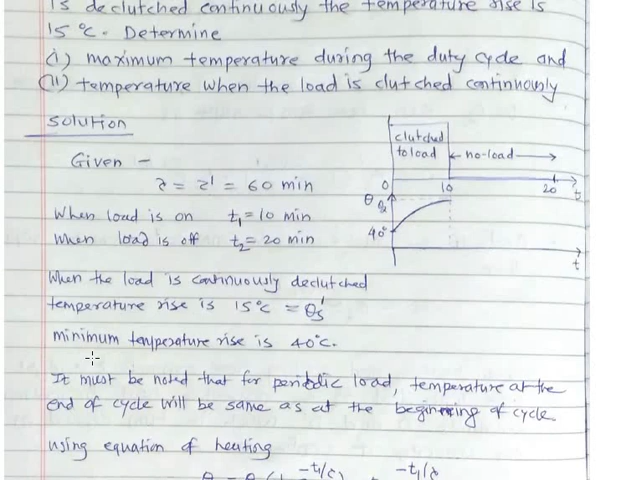 is declutched continuously the temperature rise is
15 °C. Determine
(i) maximum temperature during the duty cycle and
(ii) temperature when the load is clutched continuously
Solution
clutched
to load
no-load
Given -
τ = τ' = 60 min
0
10
20
t
θ
θ2
When load is on t₁ = 10 min
When load is off t₂ = 20 min
40°
t
When the load is continuously declutched
temperature rise is 15°C = θs'
minimum temperature rise is 40°C.
It must be noted that for periodic load, temperature at the
end of cycle will be same as at the beginning of cycle.
using equation of heating